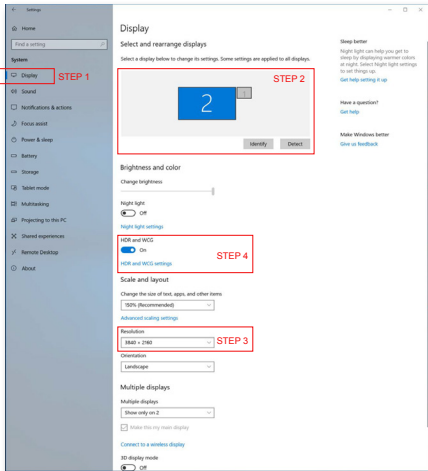 Settings
Home
Find a setting
System
Display
STEP 1
Sound
Notifications & actions
Focus assist
Power & sleep
Battery
Storage
Tablet mode
Multitasking
Projecting to this PC
Shared experiences
Remote Desktop
About
Display
Select and rearrange displays
Select a display below to change its settings. Some settings are applied to all displays.
STEP 2
2
1
Identify
Detect
Brightness and color
Change brightness
Night light
Off
Night light settings
HDR and WCG
On
STEP 4
HDR and WCG settings
Scale and layout
Change the size of text, apps, and other items
150% (Recommended)
Advanced scaling settings
Resolution
3840 × 2160
STEP 3
Orientation
Landscape
Multiple displays
Multiple displays
Show only on 2
Make this my main display
Connect to a wireless display
3D display mode
Off
Sleep better
Night light can help you get to
sleep by displaying warmer colors
at night. Select Night light settings
to set things up.
Get help setting it up
Have a question?
Get help
Make Windows better
Give us feedback